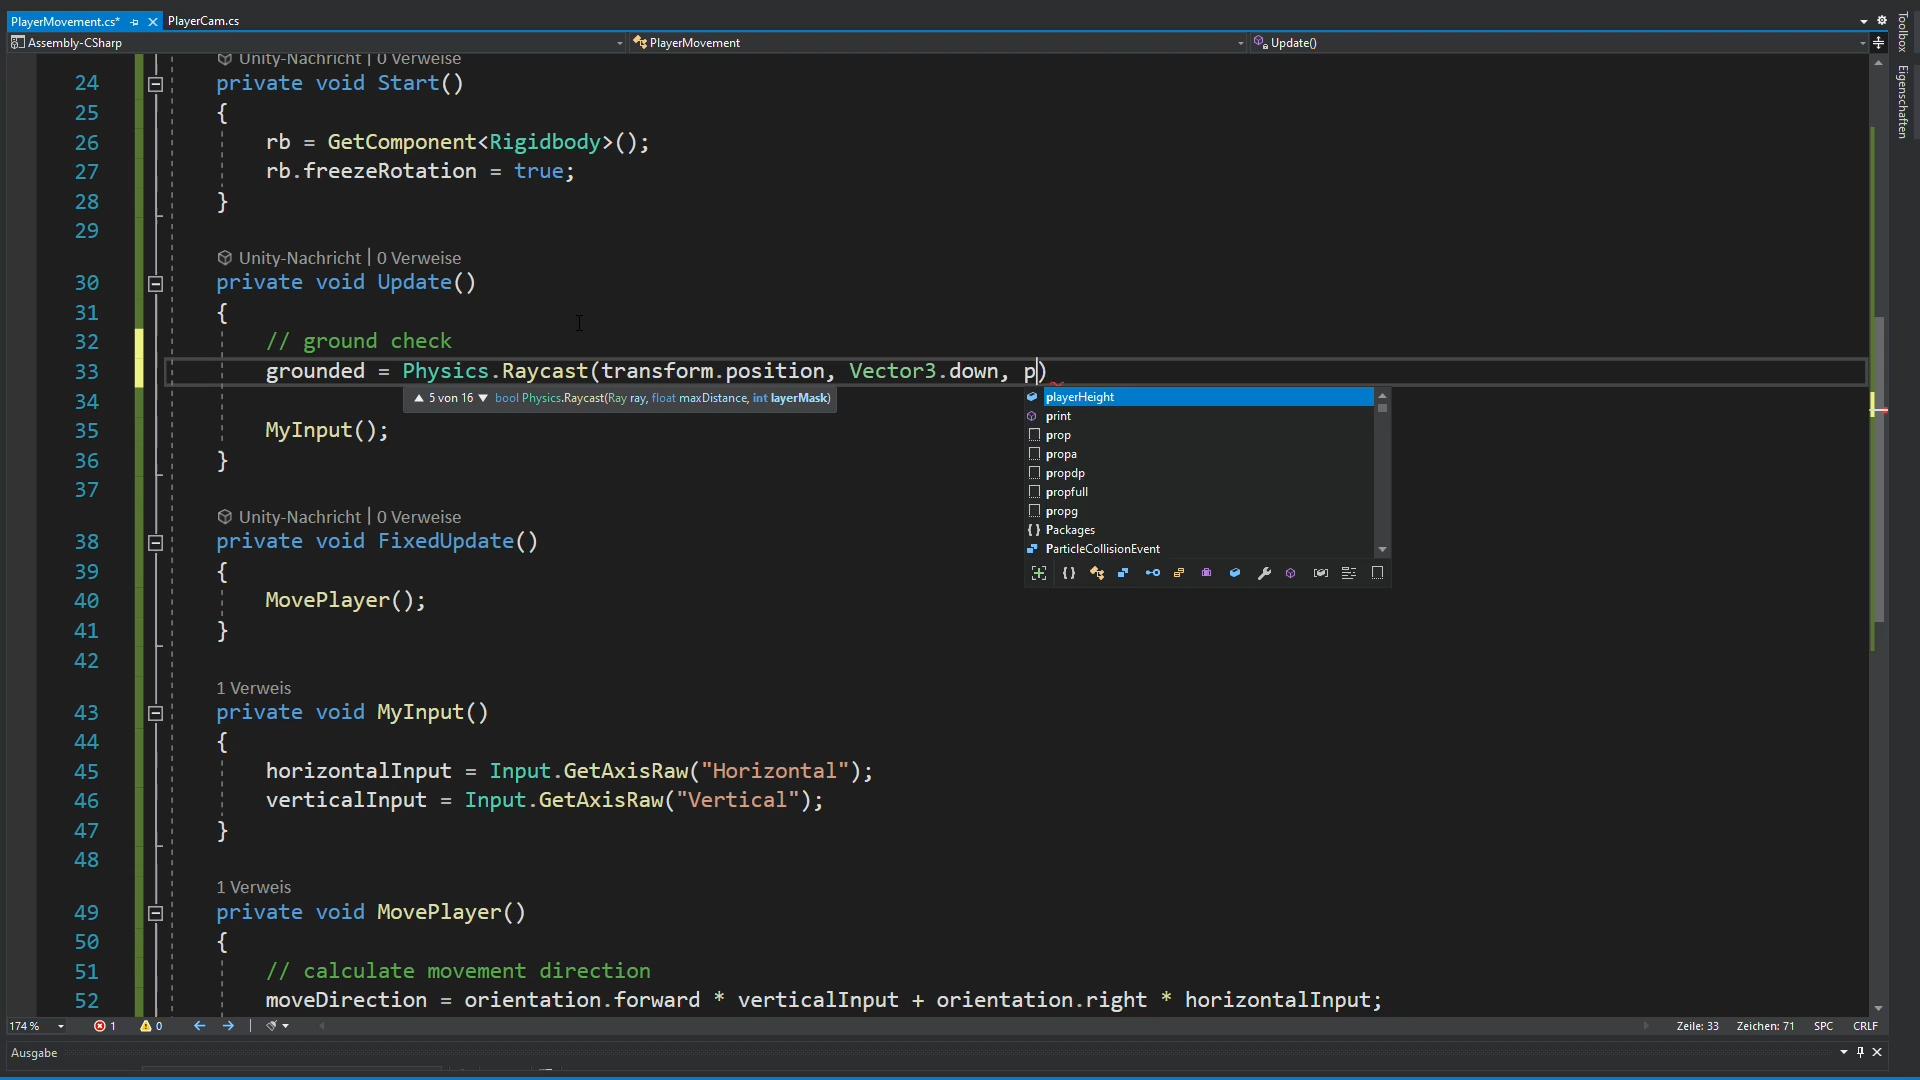 PlayerMovement.cs* PlayerCam.cs
Assembly-CSharp PlayerMovement Update()
Unity-Nachricht | 0 Verweise
24 private void Start()
25 {
26 rb = GetComponent<Rigidbody>();
27 rb.freezeRotation = true;
28 }
29
Unity-Nachricht | 0 Verweise
30 private void Update()
31 {
32 // ground check
33 grounded = Physics.Raycast(transform.position, Vector3.down, p)
34 ▲ 5 von 16 ▼ bool Physics.Raycast(Ray ray, float maxDistance, int layerMask)
playerHeight
print
prop
propa
propdp
propfull
propg
Packages
ParticleCollisionEvent
35 MyInput();
36 }
37
Unity-Nachricht | 0 Verweise
38 private void FixedUpdate()
39 {
40 MovePlayer();
41 }
42
1 Verweis
43 private void MyInput()
44 {
45 horizontalInput = Input.GetAxisRaw("Horizontal");
46 verticalInput = Input.GetAxisRaw("Vertical");
47 }
48
1 Verweis
49 private void MovePlayer()
50 {
51 // calculate movement direction
52 moveDirection = orientation.forward * verticalInput + orientation.right * horizontalInput;
174 % 1 0 Zeile: 33 Zeichen: 71 SPC CRLF
Ausgabe
Toolbox
Eigenschaften